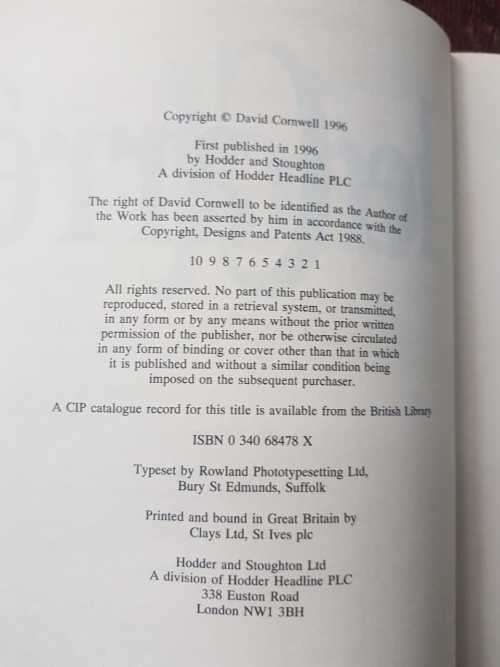 Copyright © David Cornwell 1996
First published in 1996
by Hodder and Stoughton
A division of Hodder Headline PLC
The right of David Cornwell to be identified as the Author of
the Work has been asserted by him in accordance with the
Copyright, Designs and Patents Act 1988.
10 9 8 7 6 5 4 3 2 1
All rights reserved. No part of this publication may be
reproduced, stored in a retrieval system, or transmitted,
in any form or by any means without the prior written
permission of the publisher, nor be otherwise circulated
in any form of binding or cover other than that in which
it is published and without a similar condition being
imposed on the subsequent purchaser.
A CIP catalogue record for this title is available from the British Library
ISBN 0 340 68478 X
Typeset by Rowland Phototypesetting Ltd,
Bury St Edmunds, Suffolk
Printed and bound in Great Britain by
Clays Ltd, St Ives plc
Hodder and Stoughton Ltd
A division of Hodder Headline PLC
338 Euston Road
London NW1 3BH